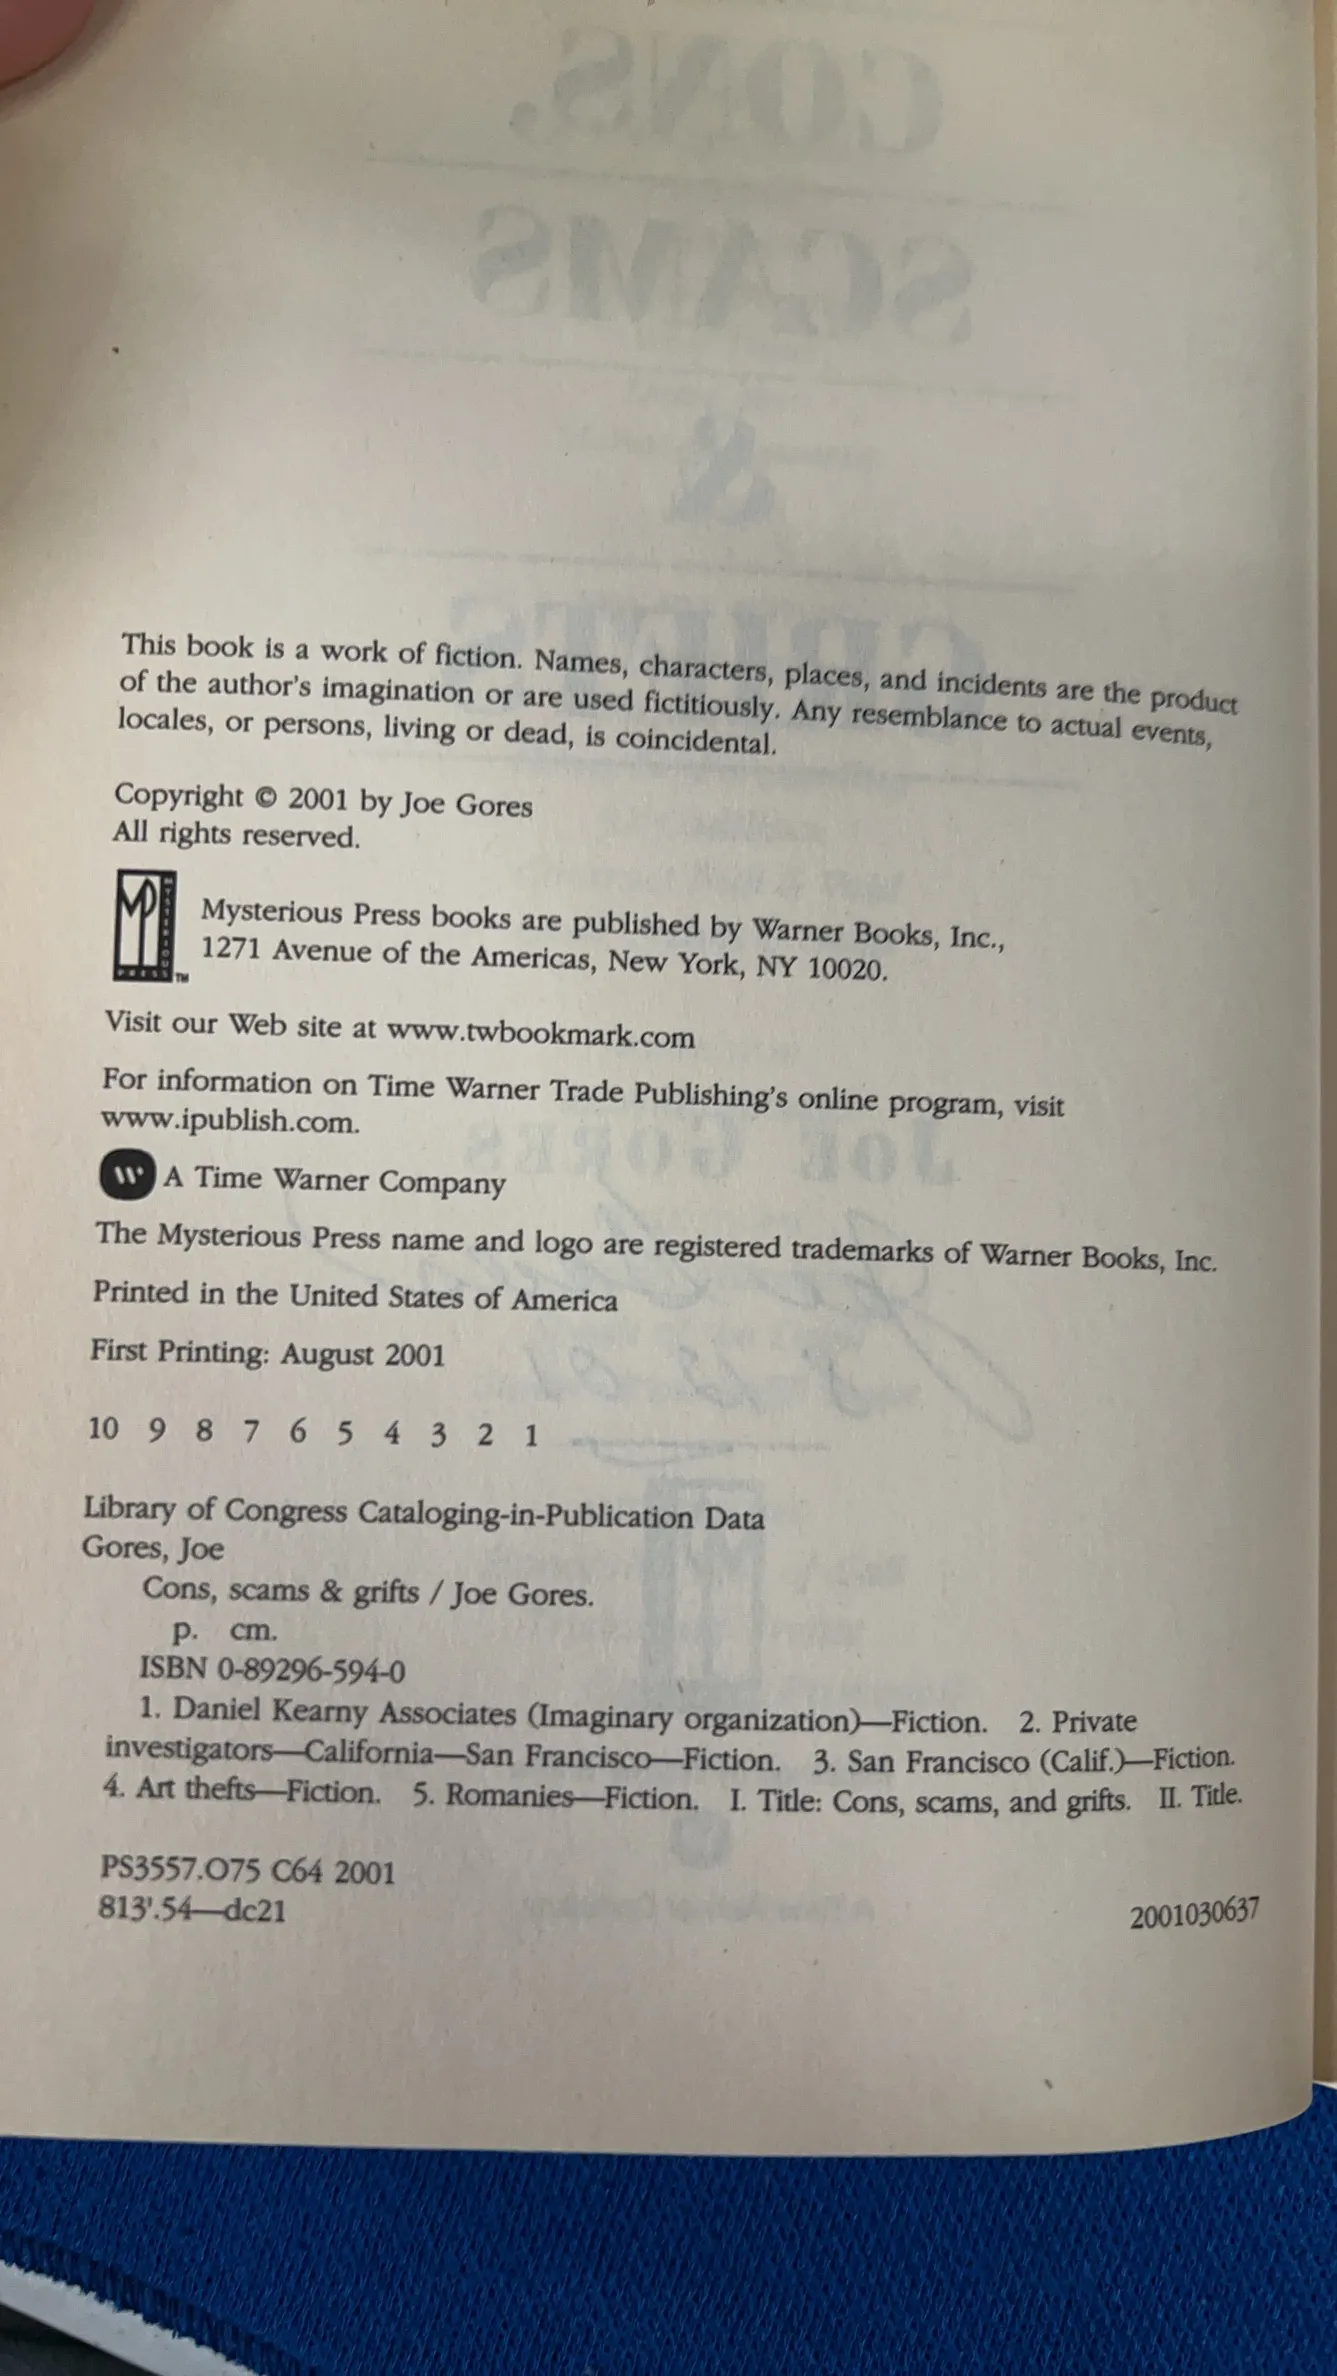 This book is a work of fiction. Names, characters, places, and incidents are the product
of the author's imagination or are used fictitiously. Any resemblance to actual events,
locales, or persons, living or dead, is coincidental.
Copyright © 2001 by Joe Gores
All rights reserved.
MYSTERIOUS
PRESS
TM
Mysterious Press books are published by Warner Books, Inc.,
1271 Avenue of the Americas, New York, NY 10020.
Visit our Web site at www.twbookmark.com
For information on Time Warner Trade Publishing's online program, visit
www.ipublish.com.
A Time Warner Company
The Mysterious Press name and logo are registered trademarks of Warner Books, Inc.
Printed in the United States of America
First Printing: August 2001
10 9 8 7 6 5 4 3 2 1
Library of Congress Cataloging-in-Publication Data
Gores, Joe
Cons, scams & grifts / Joe Gores.
p. cm.
ISBN 0-89296-594-0
1. Daniel Kearny Associates (Imaginary organization)—Fiction. 2. Private
investigators—California—San Francisco—Fiction. 3. San Francisco (Calif.)—Fiction.
4. Art thefts—Fiction. 5. Romanies—Fiction. I. Title: Cons, scams, and grifts. II. Title.
PS3557.O75 C64 2001
813'.54—dc21
2001030637